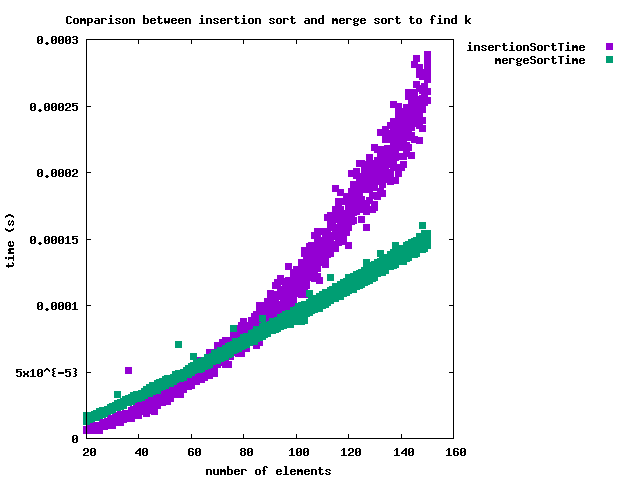 Comparison between insertion sort and merge sort to find k
insertionSortTime
mergeSortTime
0.0003
0.00025
0.0002
0.00015
0.0001
5x10^{-5}
0
time (s)
20 40 60 80 100 120 140 160
number of elements